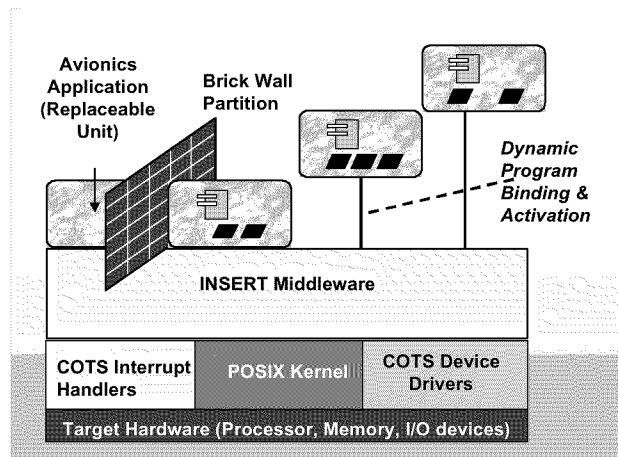 Avionics
Application
(Replaceable
Unit)
Brick Wall
Partition
Dynamic
Program
Binding &
Activation
INSERT Middleware
COTS Interrupt
Handlers
POSIX Kernel
COTS Device
Drivers
Target Hardware (Processor, Memory, I/O devices)